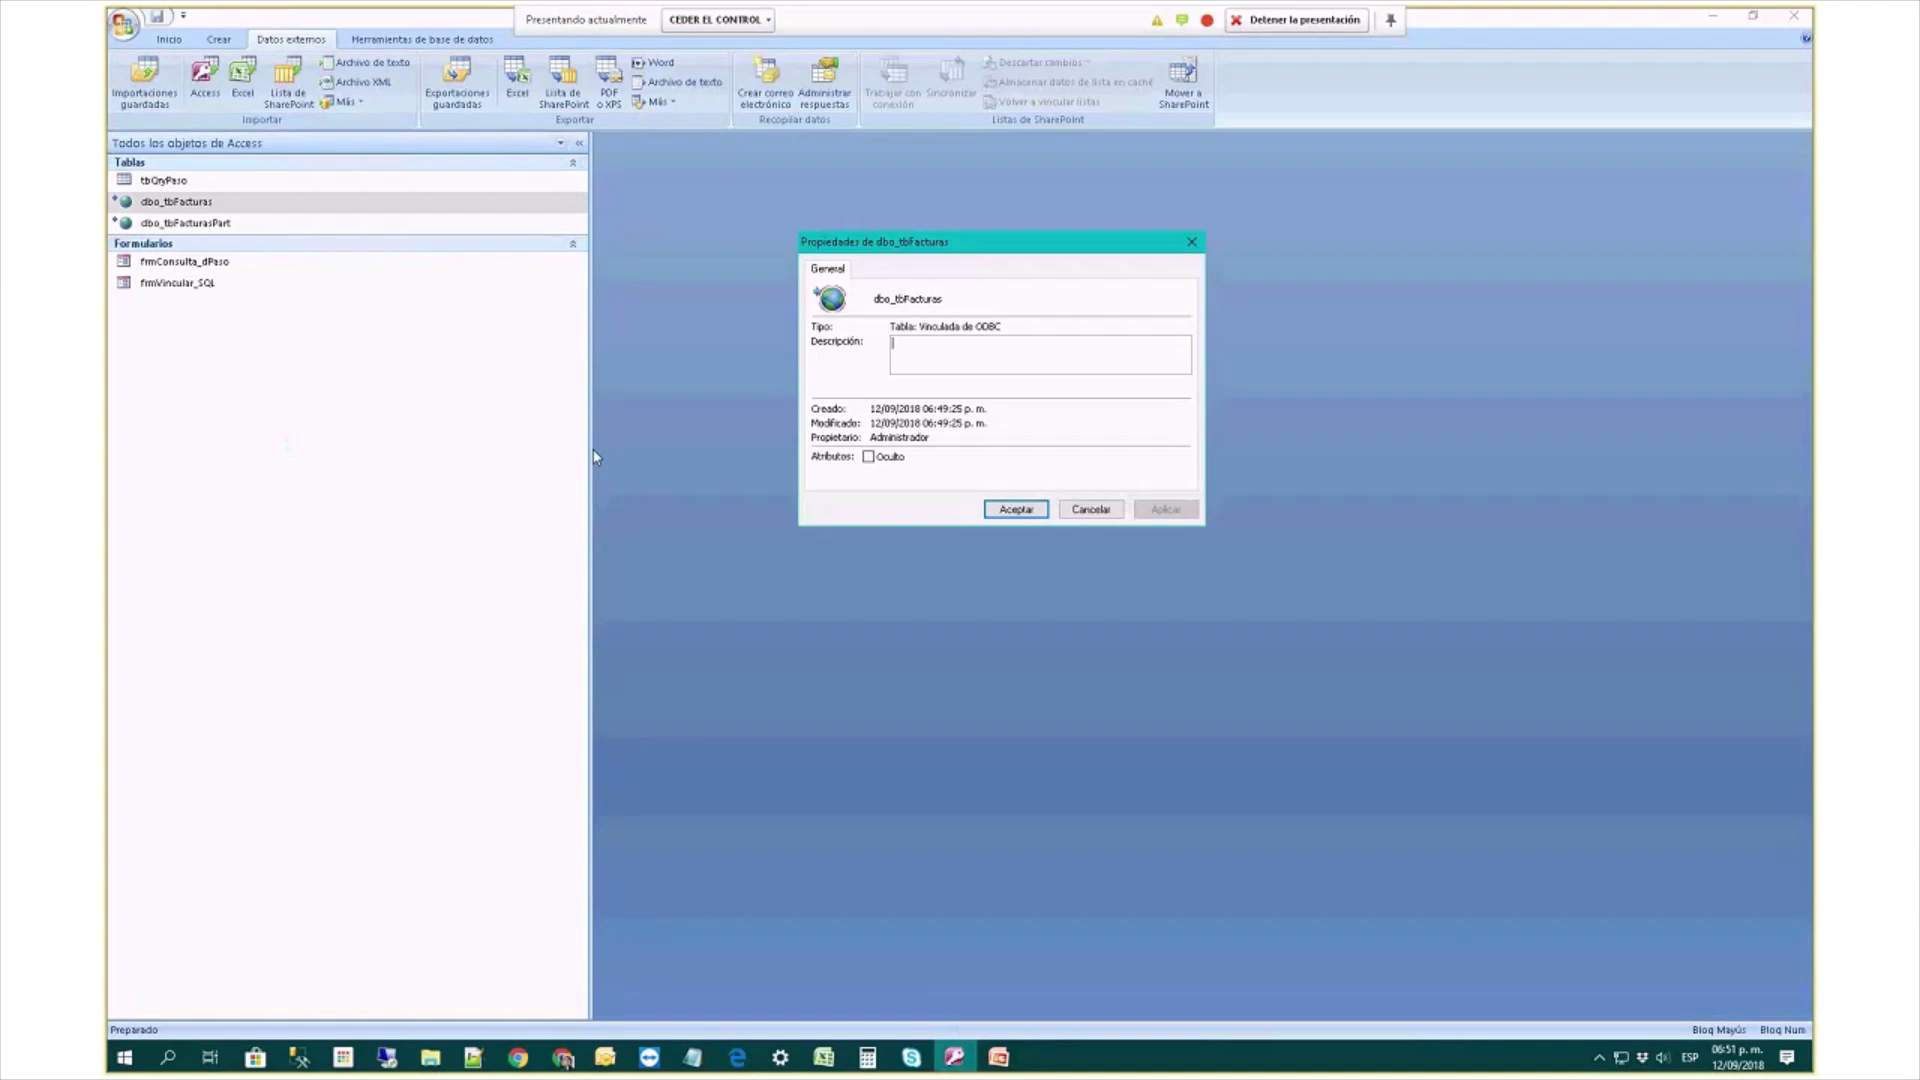 Presentando actualmente CEDER EL CONTROL
Detener la presentación
Inicio Crear Datos externos Herramientas de base de datos
Importaciones guardadas
Access
Excel
Lista de SharePoint
Archivo de texto
Archivo XML
Más
Importar
Exportaciones guardadas
Excel
Lista de SharePoint
PDF o XPS
Word
Archivo de texto
Más
Exportar
Crear correo electrónico
Administrar respuestas
Recopilar datos
Trabajar con conexión
Sincronizar
Descartar cambios
Almacenar datos de lista en caché
Volver a vincular listas
Mover a SharePoint
Listas de SharePoint
Todos los objetos de Access
Tablas
tbQryPaso
dbo_tbFacturas
dbo_tbFacturasPart
Formularios
frmConsulta_dPaso
frmVincular_SQL
Propiedades de dbo_tbFacturas
General
dbo_tbFacturas
Tipo: Tabla: Vinculada de ODBC
Descripción:
Creado: 12/09/2018 06:49:25 p. m.
Modificado: 12/09/2018 06:49:25 p. m.
Propietario: Administrador
Atributos: Oculto
Aceptar Cancelar Aplicar
Preparado
Bloq Mayús Bloq Num
ESP
06:51 p. m.
12/09/2018